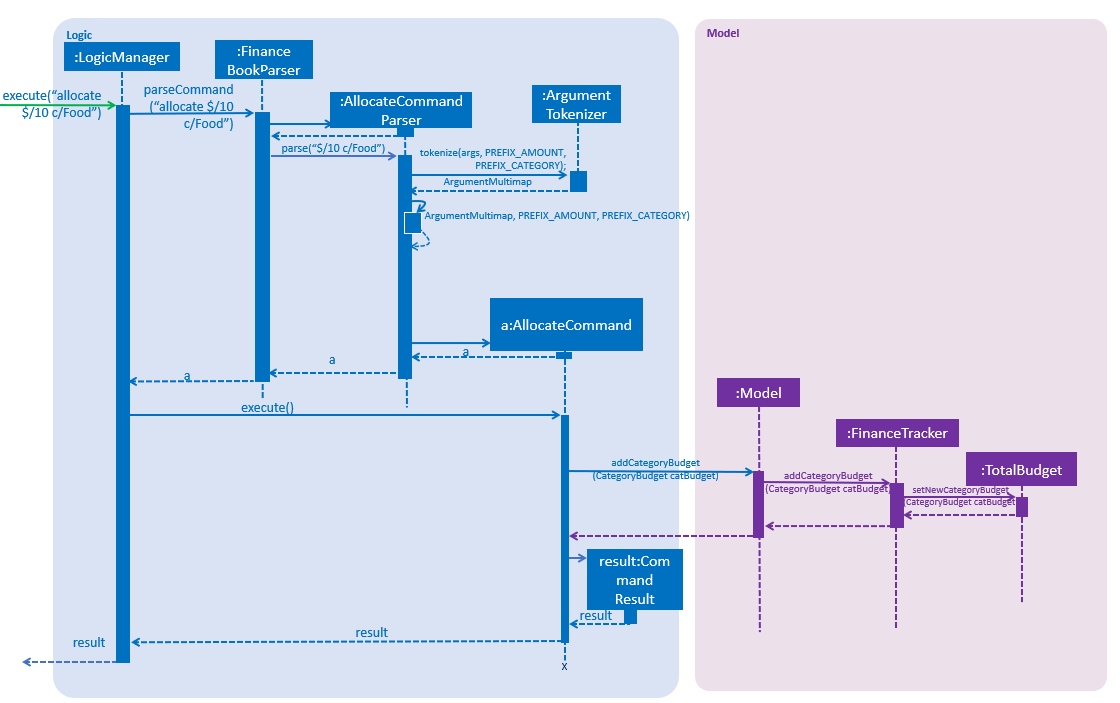 Logic
Model
:LogicManager
:Finance
BookParser
execute(“allocate
$/10 c/Food”)
parseCommand
(“allocate $/10
c/Food”)
:AllocateCommand
Parser
:Argument
Tokenizer
parse(“$/10 c/Food”)
tokenize(args, PREFIX_AMOUNT,
PREFIX_CATEGORY);
ArgumentMultimap
ArgumentMultimap, PREFIX_AMOUNT, PREFIX_CATEGORY)
a:AllocateCommand
a
a
a
execute()
:Model
:FinanceTracker
:TotalBudget
addCategoryBudget
(CategoryBudget catBudget)
addCategoryBudget
(CategoryBudget catBudget)
setNewCategoryBudget
(CategoryBudget catBudget
result:Com
mand
Result
result
result
result
x